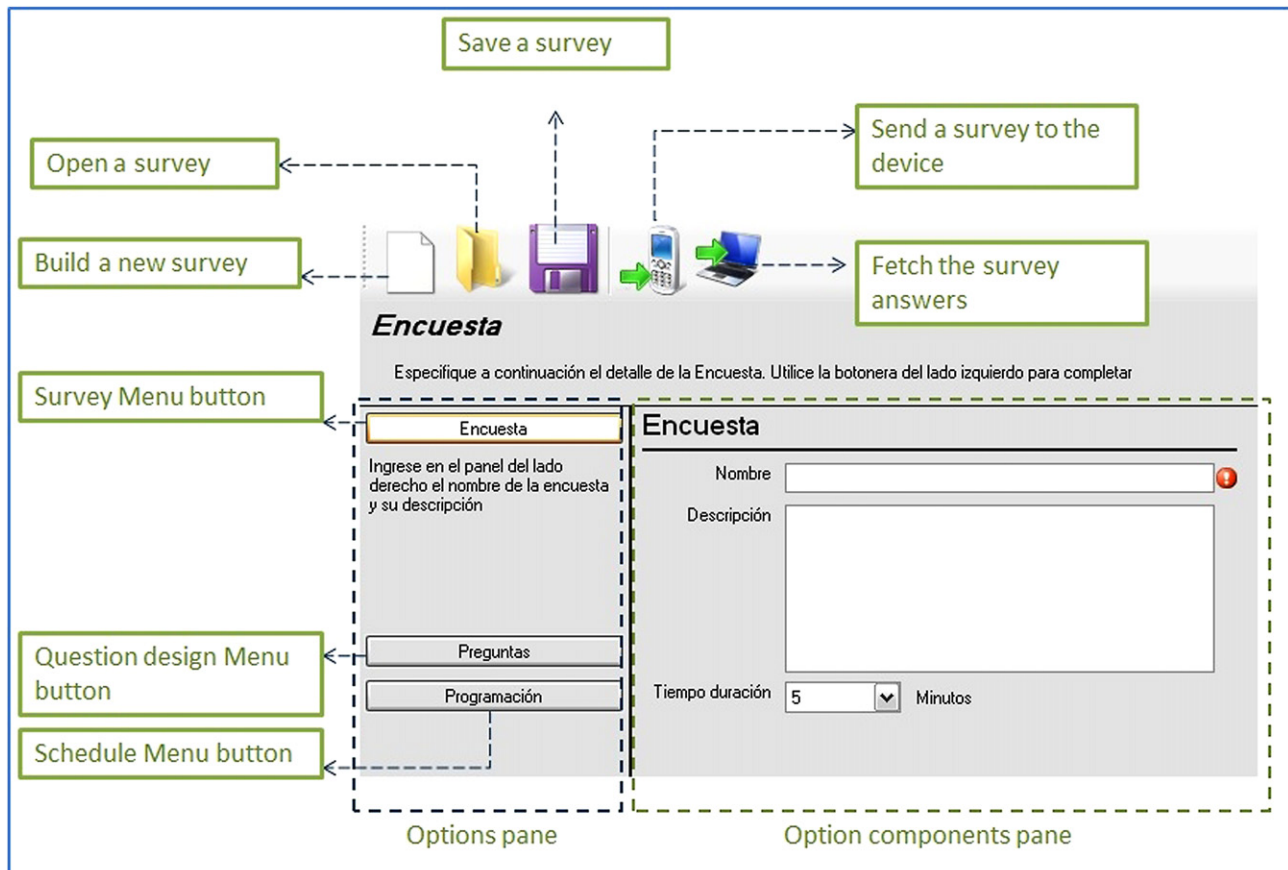 Save a survey
Send a survey to the
device
Open a survey
Build a new survey
Fetch the survey
answers
Encuesta
Especifique a continuación el detalle de la Encuesta. Utilice la botonera del lado izquierdo para completar
Survey Menu button
Encuesta
Ingrese en el panel del lado
derecho el nombre de la encuesta
y su descripción
Encuesta
Nombre
Descripción
Question design Menu
button
Preguntas
Programación
Tiempo duración
5
Minutos
Schedule Menu button
Options pane
Option components pane